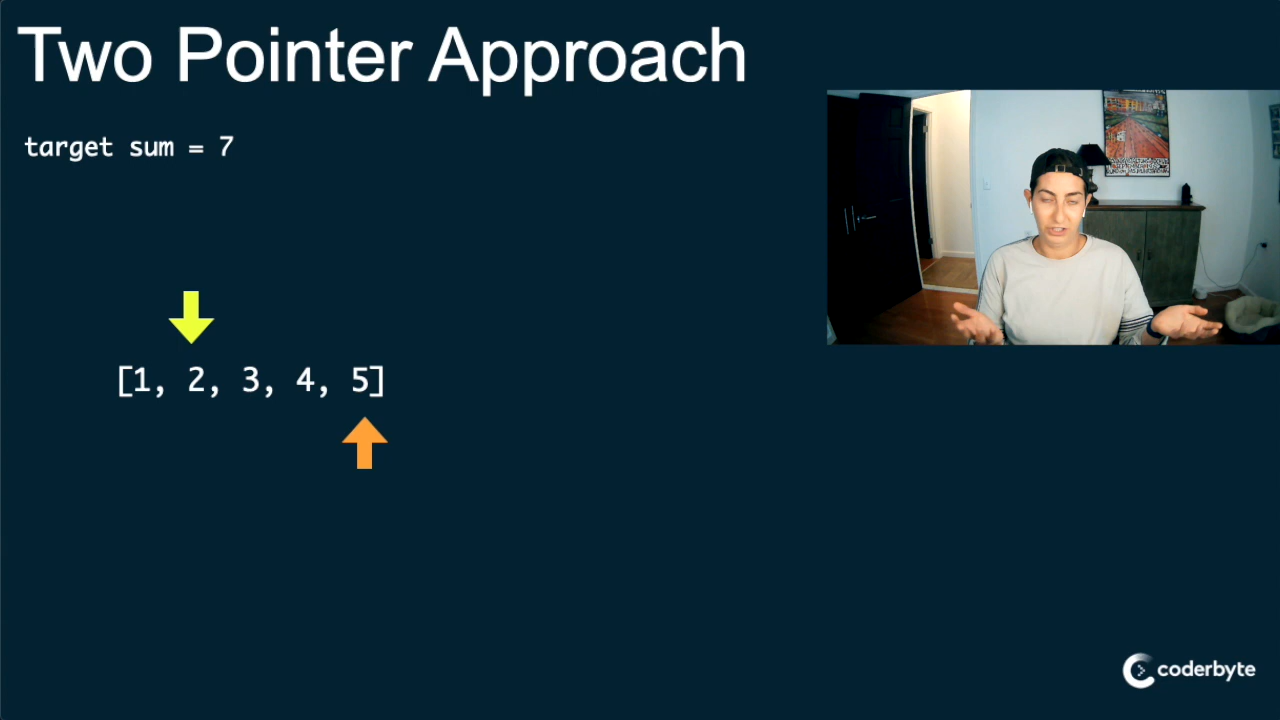 Two Pointer Approach
target sum = 7
[1, 2, 3, 4, 5]
coderbyte